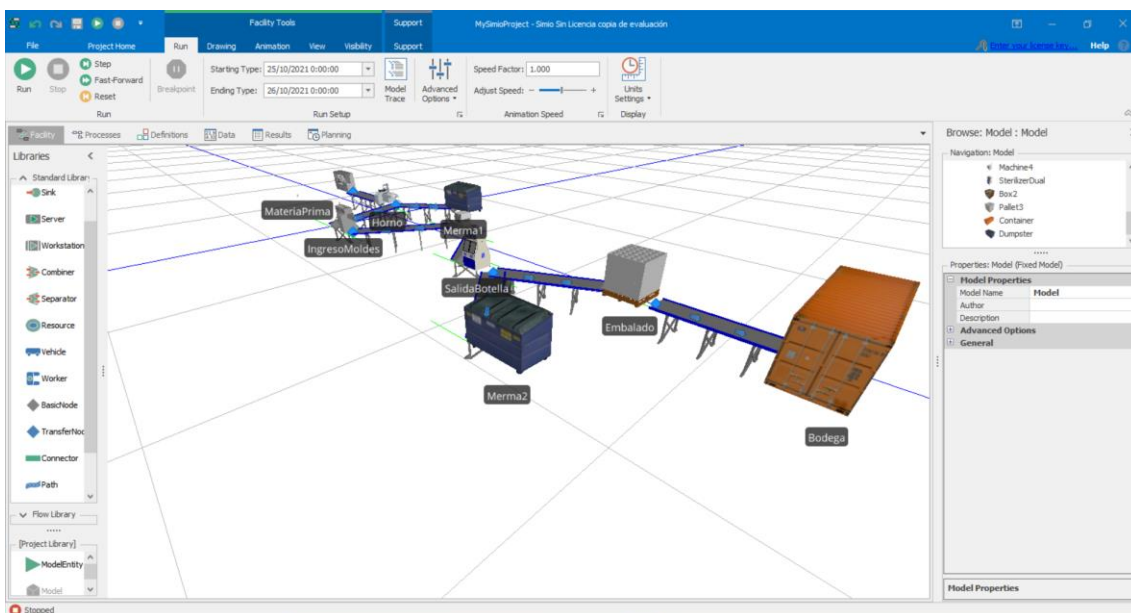 Facility Tools
Support
MySimioProject - Simio Sin Licencia copia de evaluación
File
Project Home
Run
Drawing
Animation
View
Visibility
Support
Enter your license key...
Help
Run
Stop
Step
Fast-Forward
Reset
Breakpoint
Starting Type: 25/10/2021 0:00:00
Ending Type: 26/10/2021 0:00:00
Model Trace
Advanced Options
Speed Factor: 1.000
Adjust Speed: - +
Units Settings
Run
Run Setup
Animation Speed
Display
Facility
Processes
Definitions
Data
Results
Planning
Libraries
Standard Librar
Sink
Server
Workstation
Combiner
Separator
Resource
Vehicle
Worker
BasicNode
TransferNoc
Connector
Path
Flow Library
[Project Library]
ModelEntity
Model
MateriaPrima
Horno
Merma1
IngresoMoldes
SalidaBotella
Embalado
Merma2
Bodega
Browse: Model : Model
Navigation: Model
Machine4
SterilizerDual
Box2
Pallet3
Container
Dumpster
Properties: Model (Fixed Model)
Model Properties
Model Name Model
Author
Description
Advanced Options
General
Model Properties
Stopped